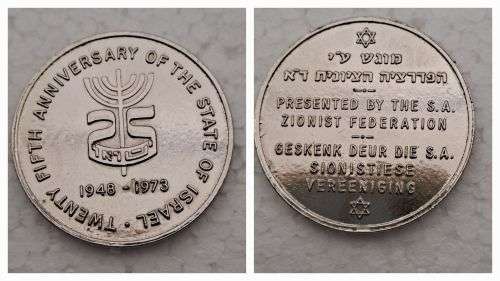 TWENTY FIFTH ANNIVERSARY OF THE STATE OF ISRAEL
25
ישראל
1948 - 1973
מוגש ע"י
הפדרציה הציונית ד"א
PRESENTED BY THE S.A.
ZIONIST FEDERATION
GESKENK DEUR DIE S.A.
SIONISTIESE
VEREENIGING